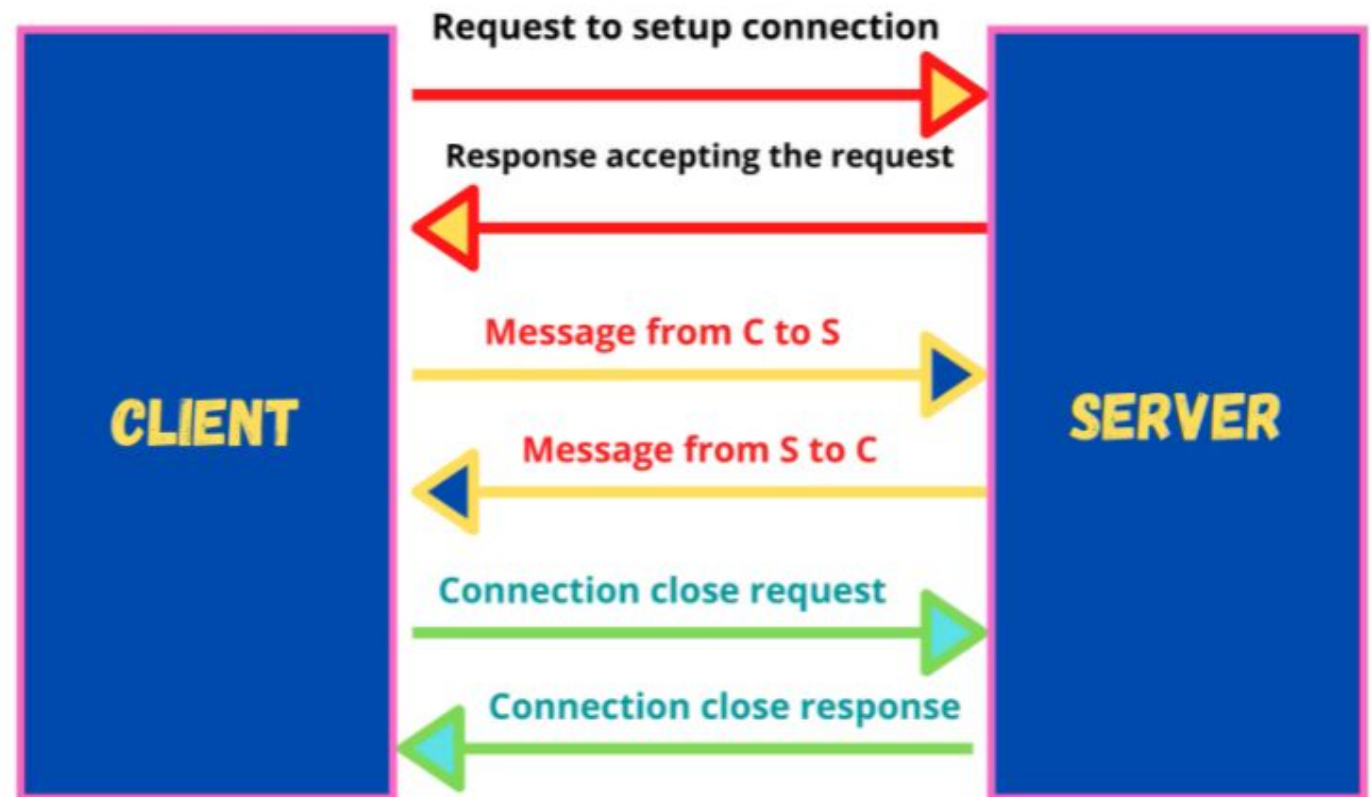 Request to setup connection
Response accepting the request
Message from C to S
CLIENT
SERVER
Message from S to C
Connection close request
Connection close response